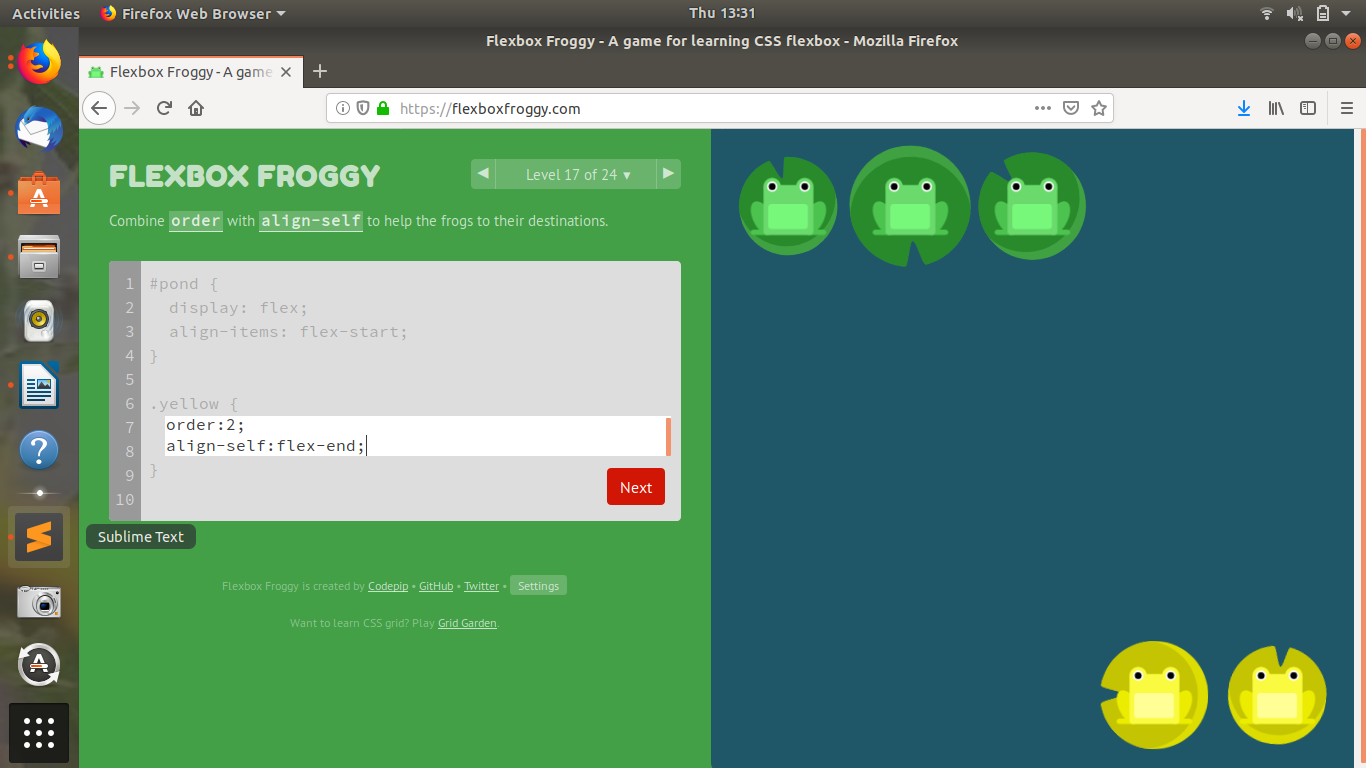 Activities Firefox Web Browser Thu 13:31
Flexbox Froggy - A game for learning CSS flexbox - Mozilla Firefox
Flexbox Froggy - A game
https://flexboxfroggy.com
FLEXBOX FROGGY
Level 17 of 24
Combine order with align-self to help the frogs to their destinations.
1 #pond {
2 display: flex;
3 align-items: flex-start;
4 }
5
6 .yellow {
7 order:2;
8 align-self:flex-end;
9 }
10
Next
Sublime Text
Flexbox Froggy is created by Codepip • GitHub • Twitter • Settings
Want to learn CSS grid? Play Grid Garden.